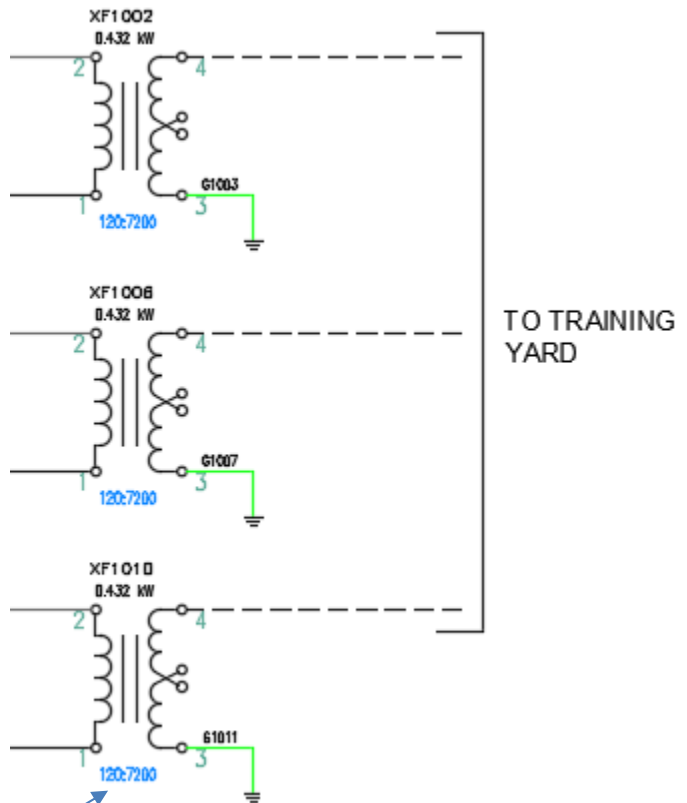 XF1002
0.432 kW
2
4
G1003
1
3
120:7200
XF1006
0.432 kW
2
4
TO TRAINING
YARD
G1007
1
3
120:7200
XF1010
0.432 kW
2
4
G1011
1
3
120:7200